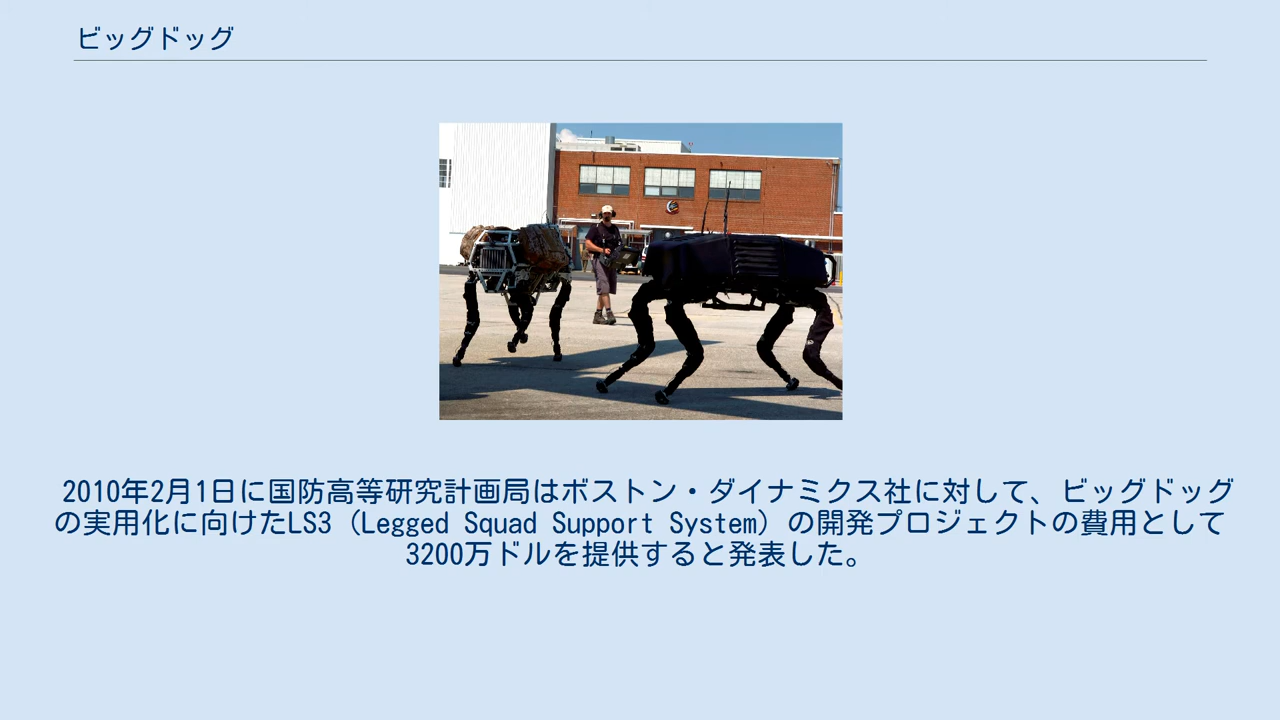 ビッグドッグ
2010年2月1日に国防高等研究計画局はボストン・ダイナミクス社に対して、ビッグドッグ
の実用化に向けたLS3（Legged Squad Support System）の開発プロジェクトの費用として
3200万ドルを提供すると発表した。